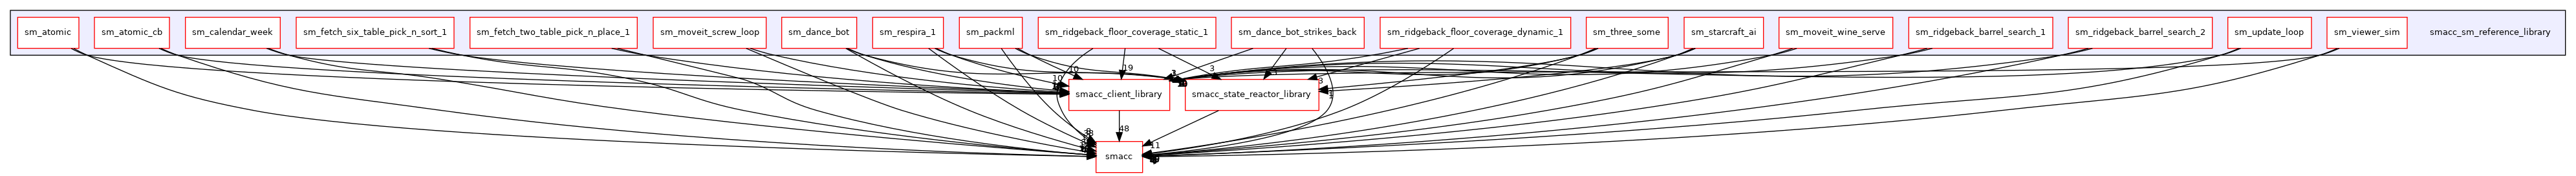 sm_atomic
sm_atomic_cb
sm_calendar_week
sm_fetch_six_table_pick_n_sort_1
sm_fetch_two_table_pick_n_place_1
sm_moveit_screw_loop
sm_dance_bot
sm_respira_1
sm_packml
sm_ridgeback_floor_coverage_static_1
sm_dance_bot_strikes_back
sm_ridgeback_floor_coverage_dynamic_1
sm_three_some
sm_starcraft_ai
sm_moveit_wine_serve
sm_ridgeback_barrel_search_1
sm_ridgeback_barrel_search_2
sm_update_loop
sm_viewer_sim
smacc_sm_reference_library
19
3
3
smacc_client_library
smacc_state_reactor_library
48
11
smacc